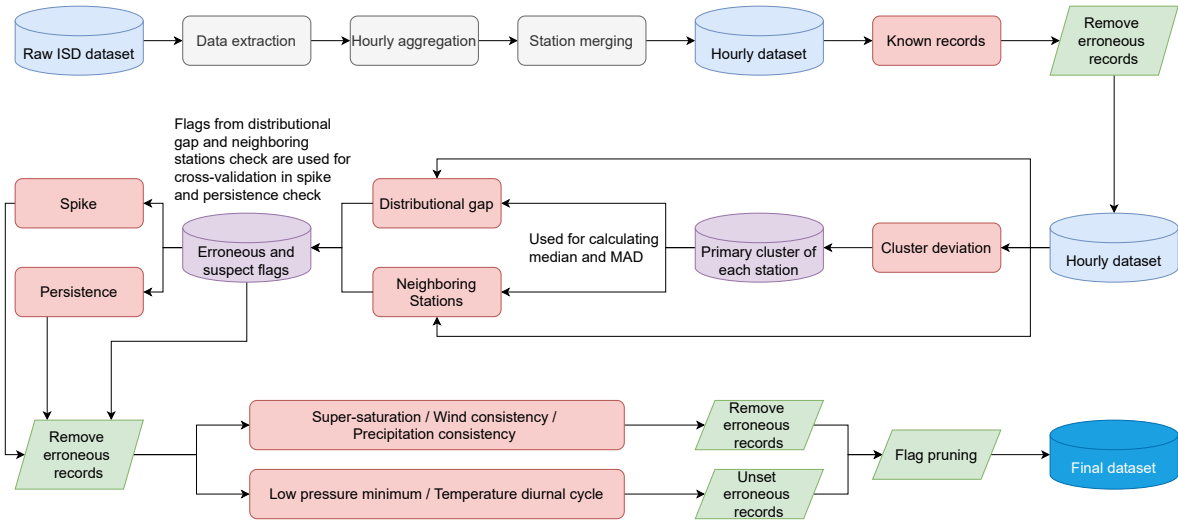 Raw ISD dataset
Data extraction
Hourly aggregation
Station merging
Hourly dataset
Known records
Remove
erroneous
records
Flags from distributional
gap and neighboring
stations check are used for
cross-validation in spike
and persistence check
Spike
Persistence
Erroneous and
suspect flags
Distributional gap
Neighboring
Stations
Used for calculating
median and MAD
Primary cluster of
each station
Cluster deviation
Hourly dataset
Remove
erroneous
records
Super-saturation / Wind consistency /
Precipitation consistency
Low pressure minimum / Temperature diurnal cycle
Remove
erroneous
records
Unset
erroneous
records
Flag pruning
Final dataset